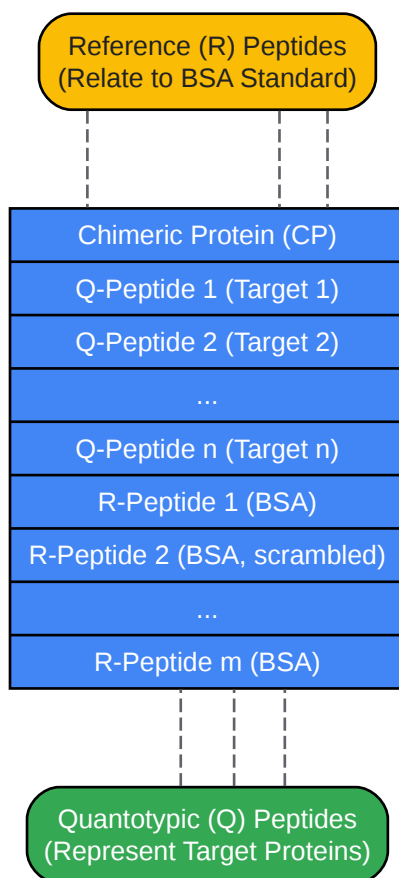 Reference (R) Peptides
(Relate to BSA Standard)
Chimeric Protein (CP)
Q-Peptide 1 (Target 1)
Q-Peptide 2 (Target 2)
...
Q-Peptide n (Target n)
R-Peptide 1 (BSA)
R-Peptide 2 (BSA, scrambled)
...
R-Peptide m (BSA)
Quantotypic (Q) Peptides
(Represent Target Proteins)